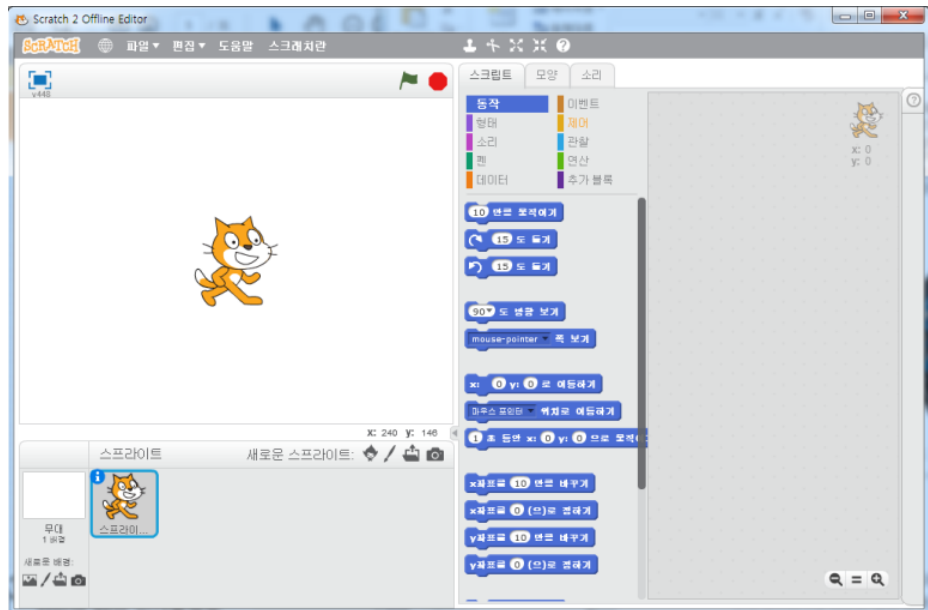 Scratch 2 Offline Editor
SCRATCH 파일▼ 편집▼ 도움말 스크래치란
v448
스크립트 모양 소리
동작 이벤트
형태 제어
소리 관찰
펜 연산
데이터 추가 블록
x: 0
y: 0
10 만큼 움직이기
15 도 돌기
15 도 돌기
90▼ 도 방향 보기
mouse-pointer 쪽 보기
x: 0 y: 0 로 이동하기
마우스 포인터 위치로 이동하기
1 초 동안 x: 0 y: 0 으로 움직이
x좌표를 10 만큼 바꾸기
x좌표를 0 (으)로 정하기
y좌표를 10 만큼 바꾸기
y좌표를 0 (으)로 정하기
x: 240 y: 146
스프라이트 새로운 스프라이트:
무대
1 배경
스프라이...
새로운 배경: